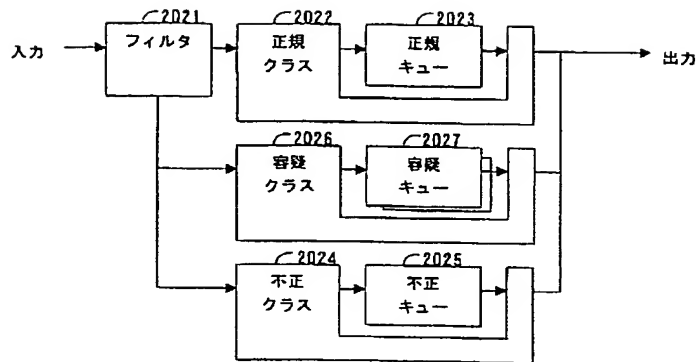 2021
2022
2023
入力
フィルタ
正規
クラス
正規
キュー
出力
2026
2027
容疑
クラス
容疑
キュー
2024
2025
不正
クラス
不正
キュー